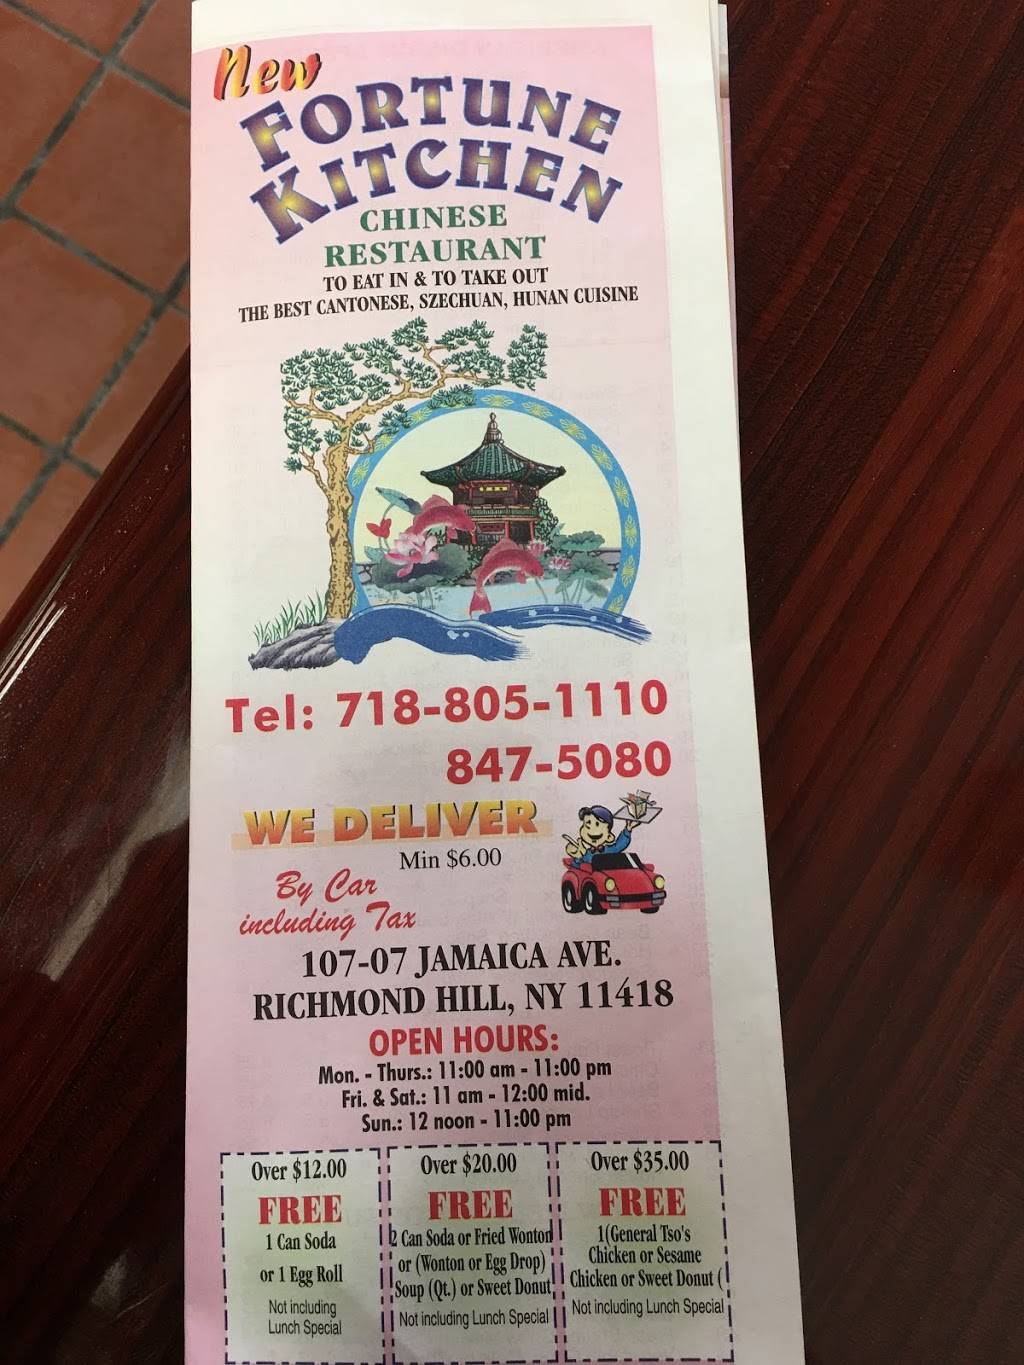 New
FORTUNE
KITCHEN
CHINESE
RESTAURANT
TO EAT IN & TO TAKE OUT
THE BEST CANTONESE, SZECHUAN, HUNAN CUISINE
Tel: 718-805-1110
847-5080
WE DELIVER
Min $6.00
By Car
including Tax
107-07 JAMAICA AVE.
RICHMOND HILL, NY 11418
OPEN HOURS:
Mon. - Thurs.: 11:00 am - 11:00 pm
Fri. & Sat.: 11 am - 12:00 mid.
Sun.: 12 noon - 11:00 pm
Over $12.00
FREE
1 Can Soda
or 1 Egg Roll
Not including
Lunch Special
Over $20.00
FREE
2 Can Soda or Fried Wonton
or (Wonton or Egg Drop)
Soup (Qt.) or Sweet Donut
Not including Lunch Special
Over $35.00
FREE
1(General Tso's
Chicken or Sesame
Chicken or Sweet Donut (
Not including Lunch Special